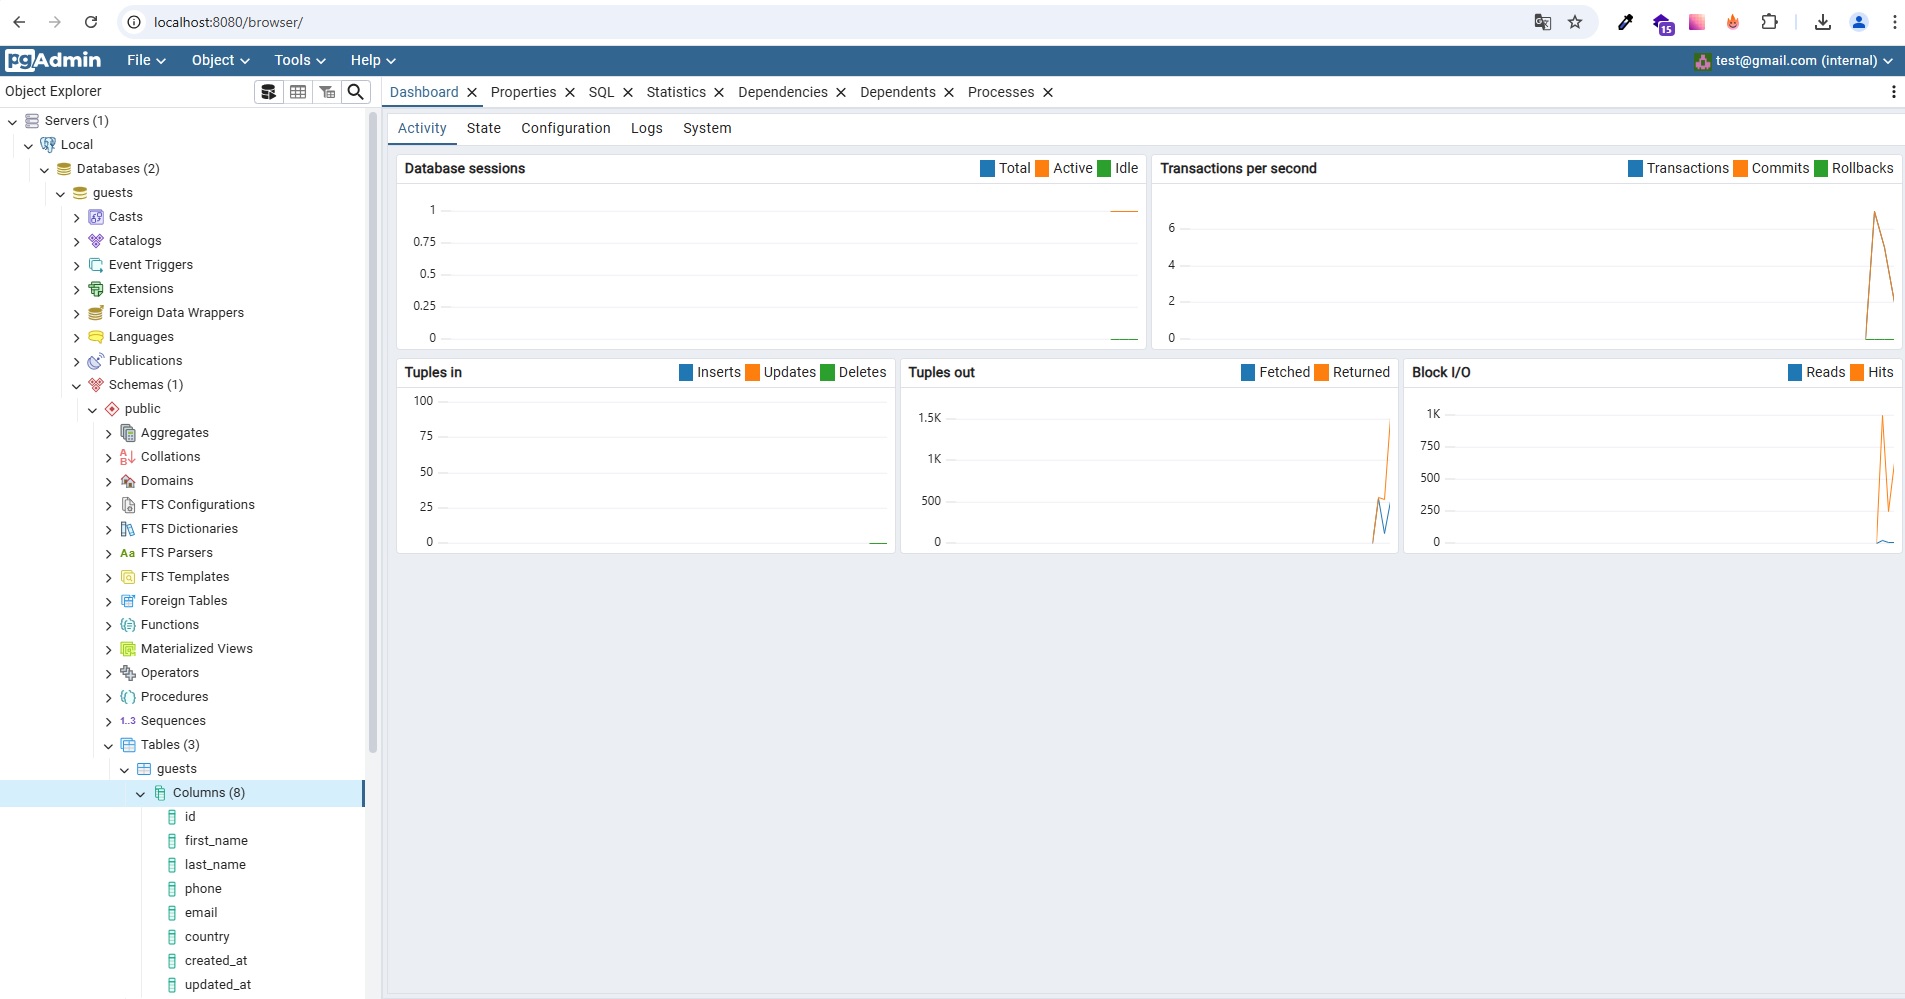 localhost:8080/browser/
15
pgAdmin File Object Tools Help test@gmail.com (internal)
Object Explorer
Dashboard Properties SQL Statistics Dependencies Dependents Processes
Servers (1)
Local
Databases (2)
guests
Casts
Catalogs
Event Triggers
Extensions
Foreign Data Wrappers
Languages
Publications
Schemas (1)
public
Aggregates
Collations
Domains
FTS Configurations
FTS Dictionaries
Aa FTS Parsers
FTS Templates
Foreign Tables
Functions
Materialized Views
Operators
Procedures
1..3 Sequences
Tables (3)
guests
Columns (8)
id
first_name
last_name
phone
email
country
created_at
updated_at
Activity State Configuration Logs System
Database sessions Total Active Idle
1
0.75
0.5
0.25
0
Transactions per second Transactions Commits Rollbacks
6
4
2
0
Tuples in Inserts Updates Deletes
100
75
50
25
0
Tuples out Fetched Returned
1.5K
1K
500
0
Block I/O Reads Hits
1K
750
500
250
0